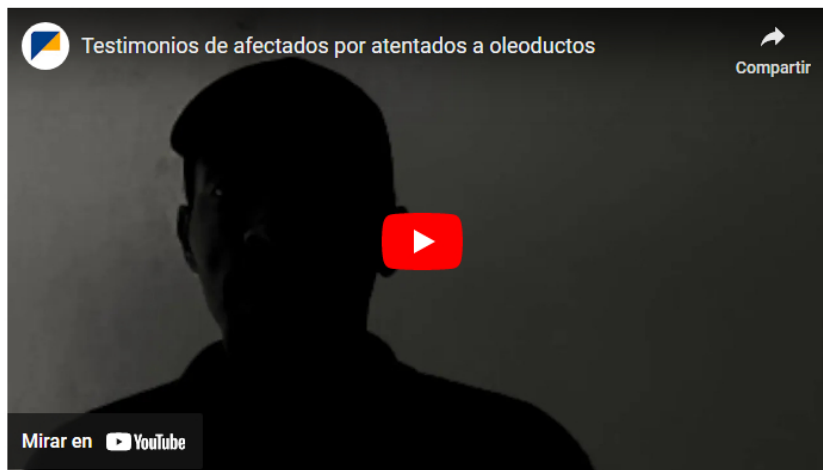 Testimonios de afectados por atentados a oleoductos
Compartir
Mirar en YouTube